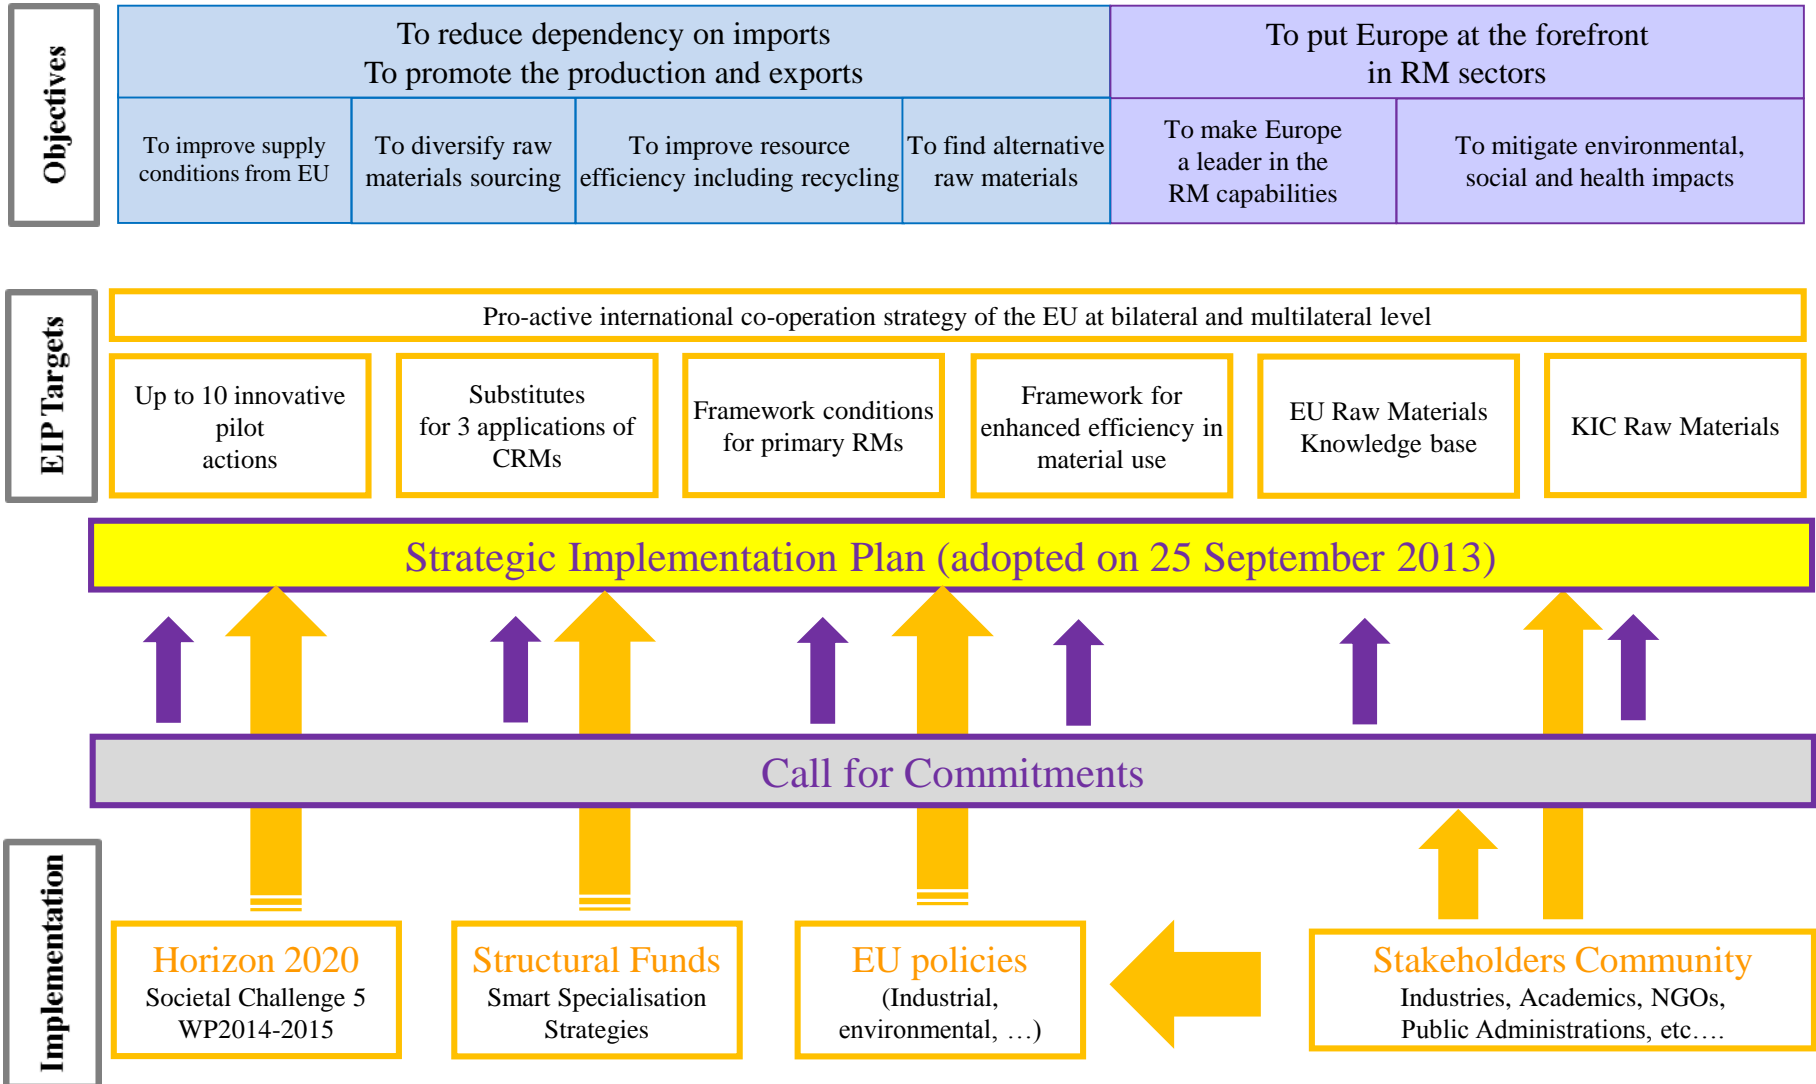 Objectives
To reduce dependency on imports
To promote the production and exports
To put Europe at the forefront
in RM sectors
To improve supply
conditions from EU
To diversify raw
materials sourcing
To improve resource
efficiency including recycling
To find alternative
raw materials
To make Europe
a leader in the
RM capabilities
To mitigate environmental,
social and health impacts
EIP Targets
Pro-active international co-operation strategy of the EU at bilateral and multilateral level
Up to 10 innovative
pilot
actions
Substitutes
for 3 applications of
CRMs
Framework conditions
for primary RMs
Framework for
enhanced efficiency in
material use
EU Raw Materials
Knowledge base
KIC Raw Materials
Strategic Implementation Plan (adopted on 25 September 2013)
Call for Commitments
Implementation
Horizon 2020
Societal Challenge 5
WP2014-2015
Structural Funds
Smart Specialisation
Strategies
EU policies
(Industrial,
environmental, …)
Stakeholders Community
Industries, Academics, NGOs,
Public Administrations, etc….